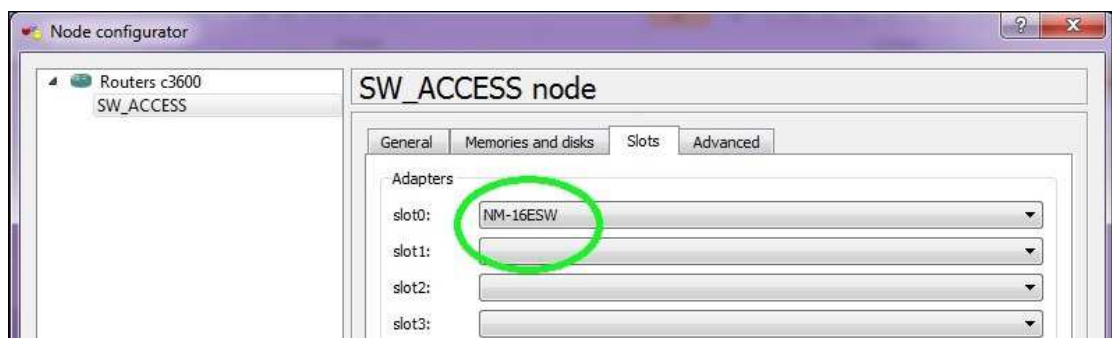 Node configurator
Routers c3600
SW_ACCESS
SW_ACCESS node
General Memories and disks Slots Advanced
Adapters
slot0: NM-16ESW
slot1:
slot2:
slot3: